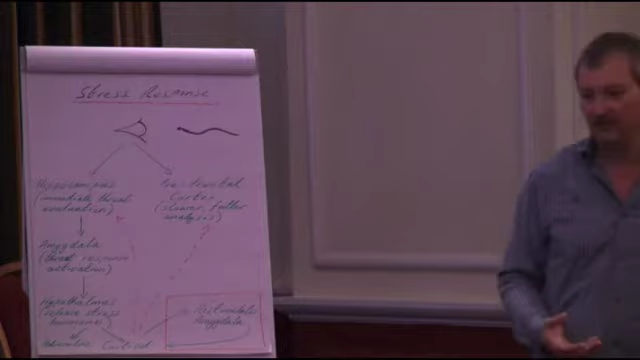 Stress Response
Hippocampus
(immediate threat
evaluation)
Pre-frontal
Cortex
(slower, fuller
analysis)
Amygdala
(threat response
activation)
Hypothalmus
(release stress
hormones)
Cortisol
Amygdala